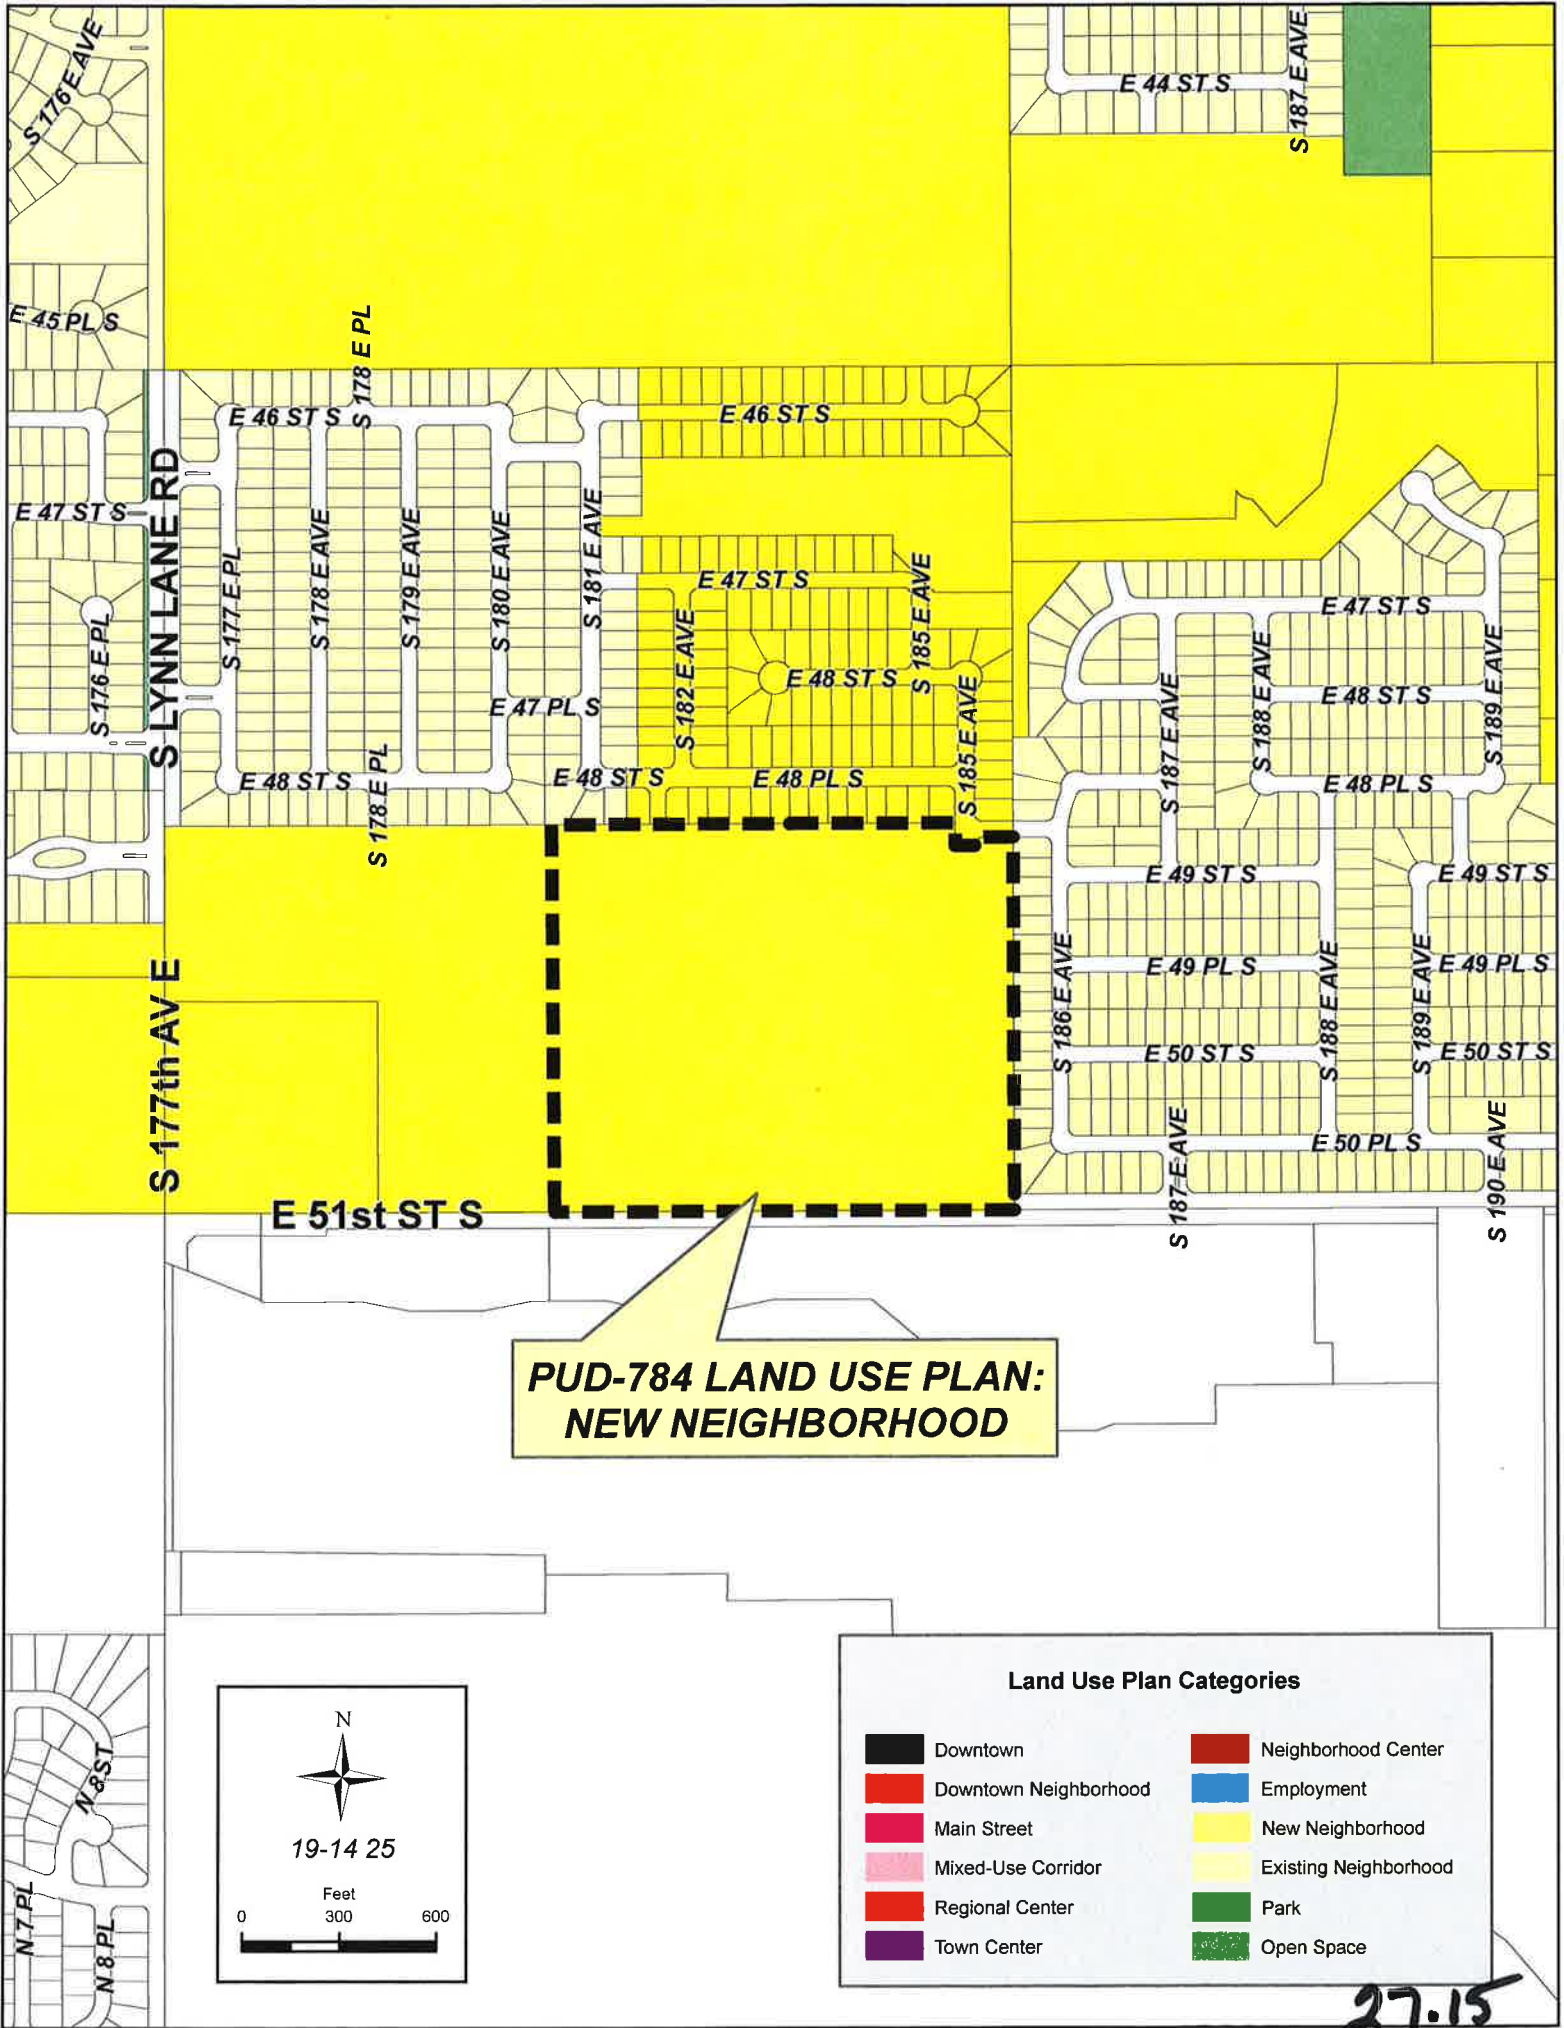 S 176 E AVE
E 44 ST S
S 187 E AVE
E 45 PL S
S 178 E PL
E 46 ST S
E 46 ST S
S LYNN LANE RD
E 47 ST S
S 177 E PL
S 178 E AVE
S 179 E AVE
S 180 E AVE
S 181 E AVE
E 47 ST S
S 185 E AVE
E 47 ST S
S 176 E PL
S 182 E AVE
E 48 ST S
S 188 E AVE
E 48 ST S
S 189 E AVE
E 47 PL S
S 185 E AVE
S 187 E AVE
E 48 ST S
S 178 E PL
E 48 ST S
E 48 PL S
E 48 PL S
E 49 ST S
E 49 ST S
S 177th AV E
S 186 E AVE
E 49 PL S
S 188 E AVE
S 189 E AVE
E 49 PL S
E 50 ST S
E 50 ST S
E 50 PL S
S 187 E AVE
S 190 E AVE
E 51st ST S
PUD-784 LAND USE PLAN:
NEW NEIGHBORHOOD
N 8 ST
N 7 PL
N 8 PL
N
19-14 25
Feet
0 300 600
Land Use Plan Categories
Downtown
Downtown Neighborhood
Main Street
Mixed-Use Corridor
Regional Center
Town Center
Neighborhood Center
Employment
New Neighborhood
Existing Neighborhood
Park
Open Space
27.15